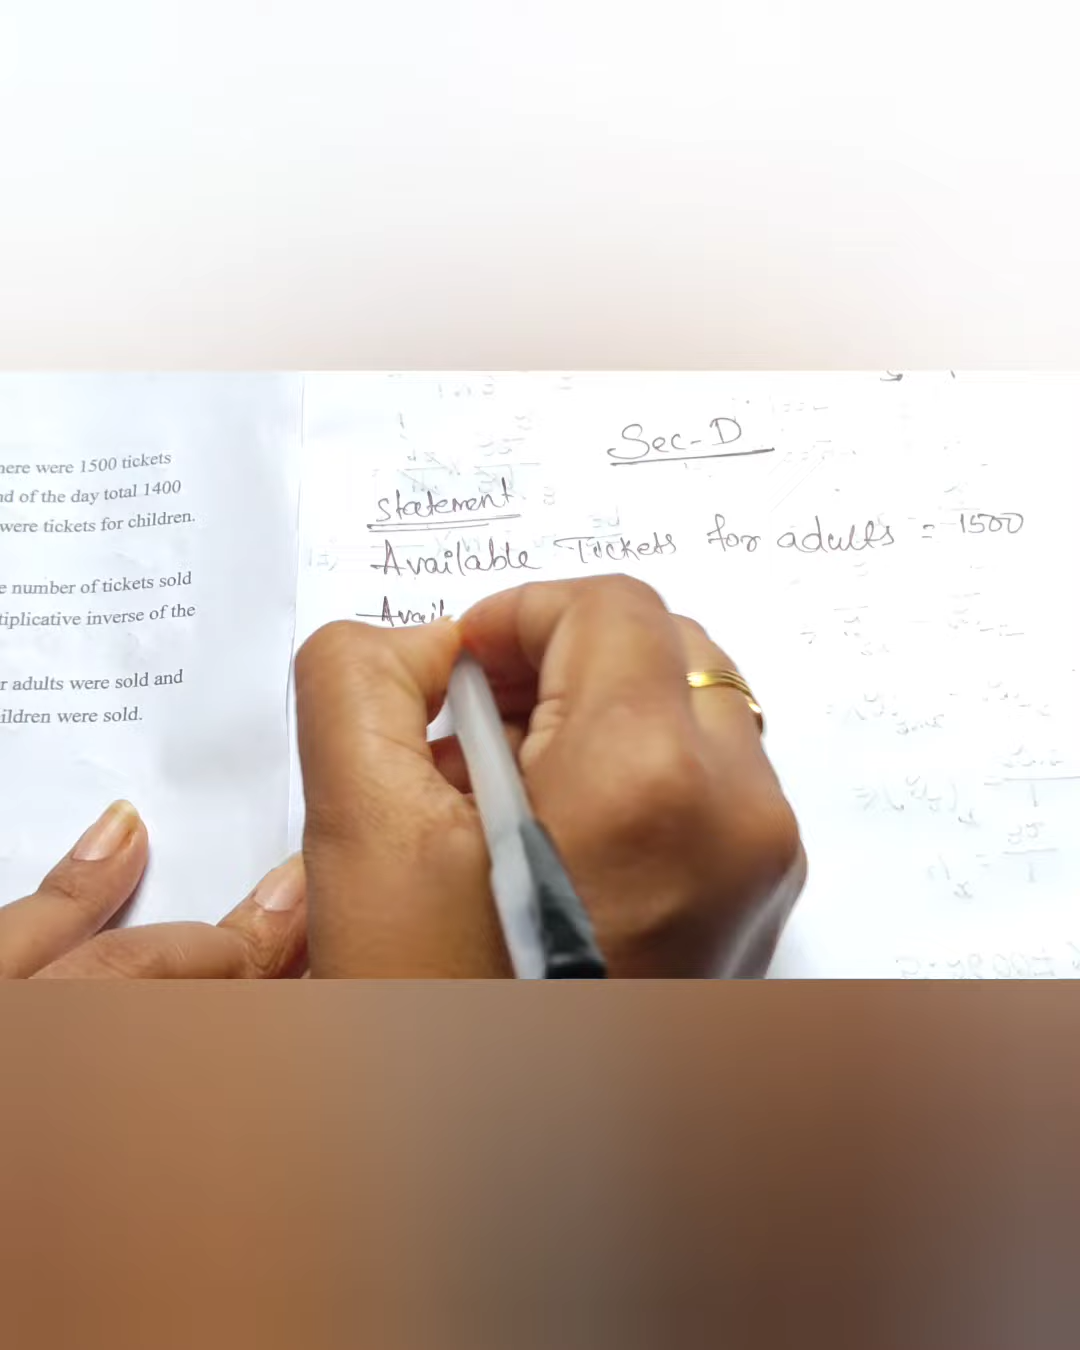 here were 1500 tickets
nd of the day total 1400
were tickets for children.
e number of tickets sold
tiplicative inverse of the
r adults were sold and
ildren were sold.
Sec-D
Statement
Available Tickets for adults = 1500
Avail